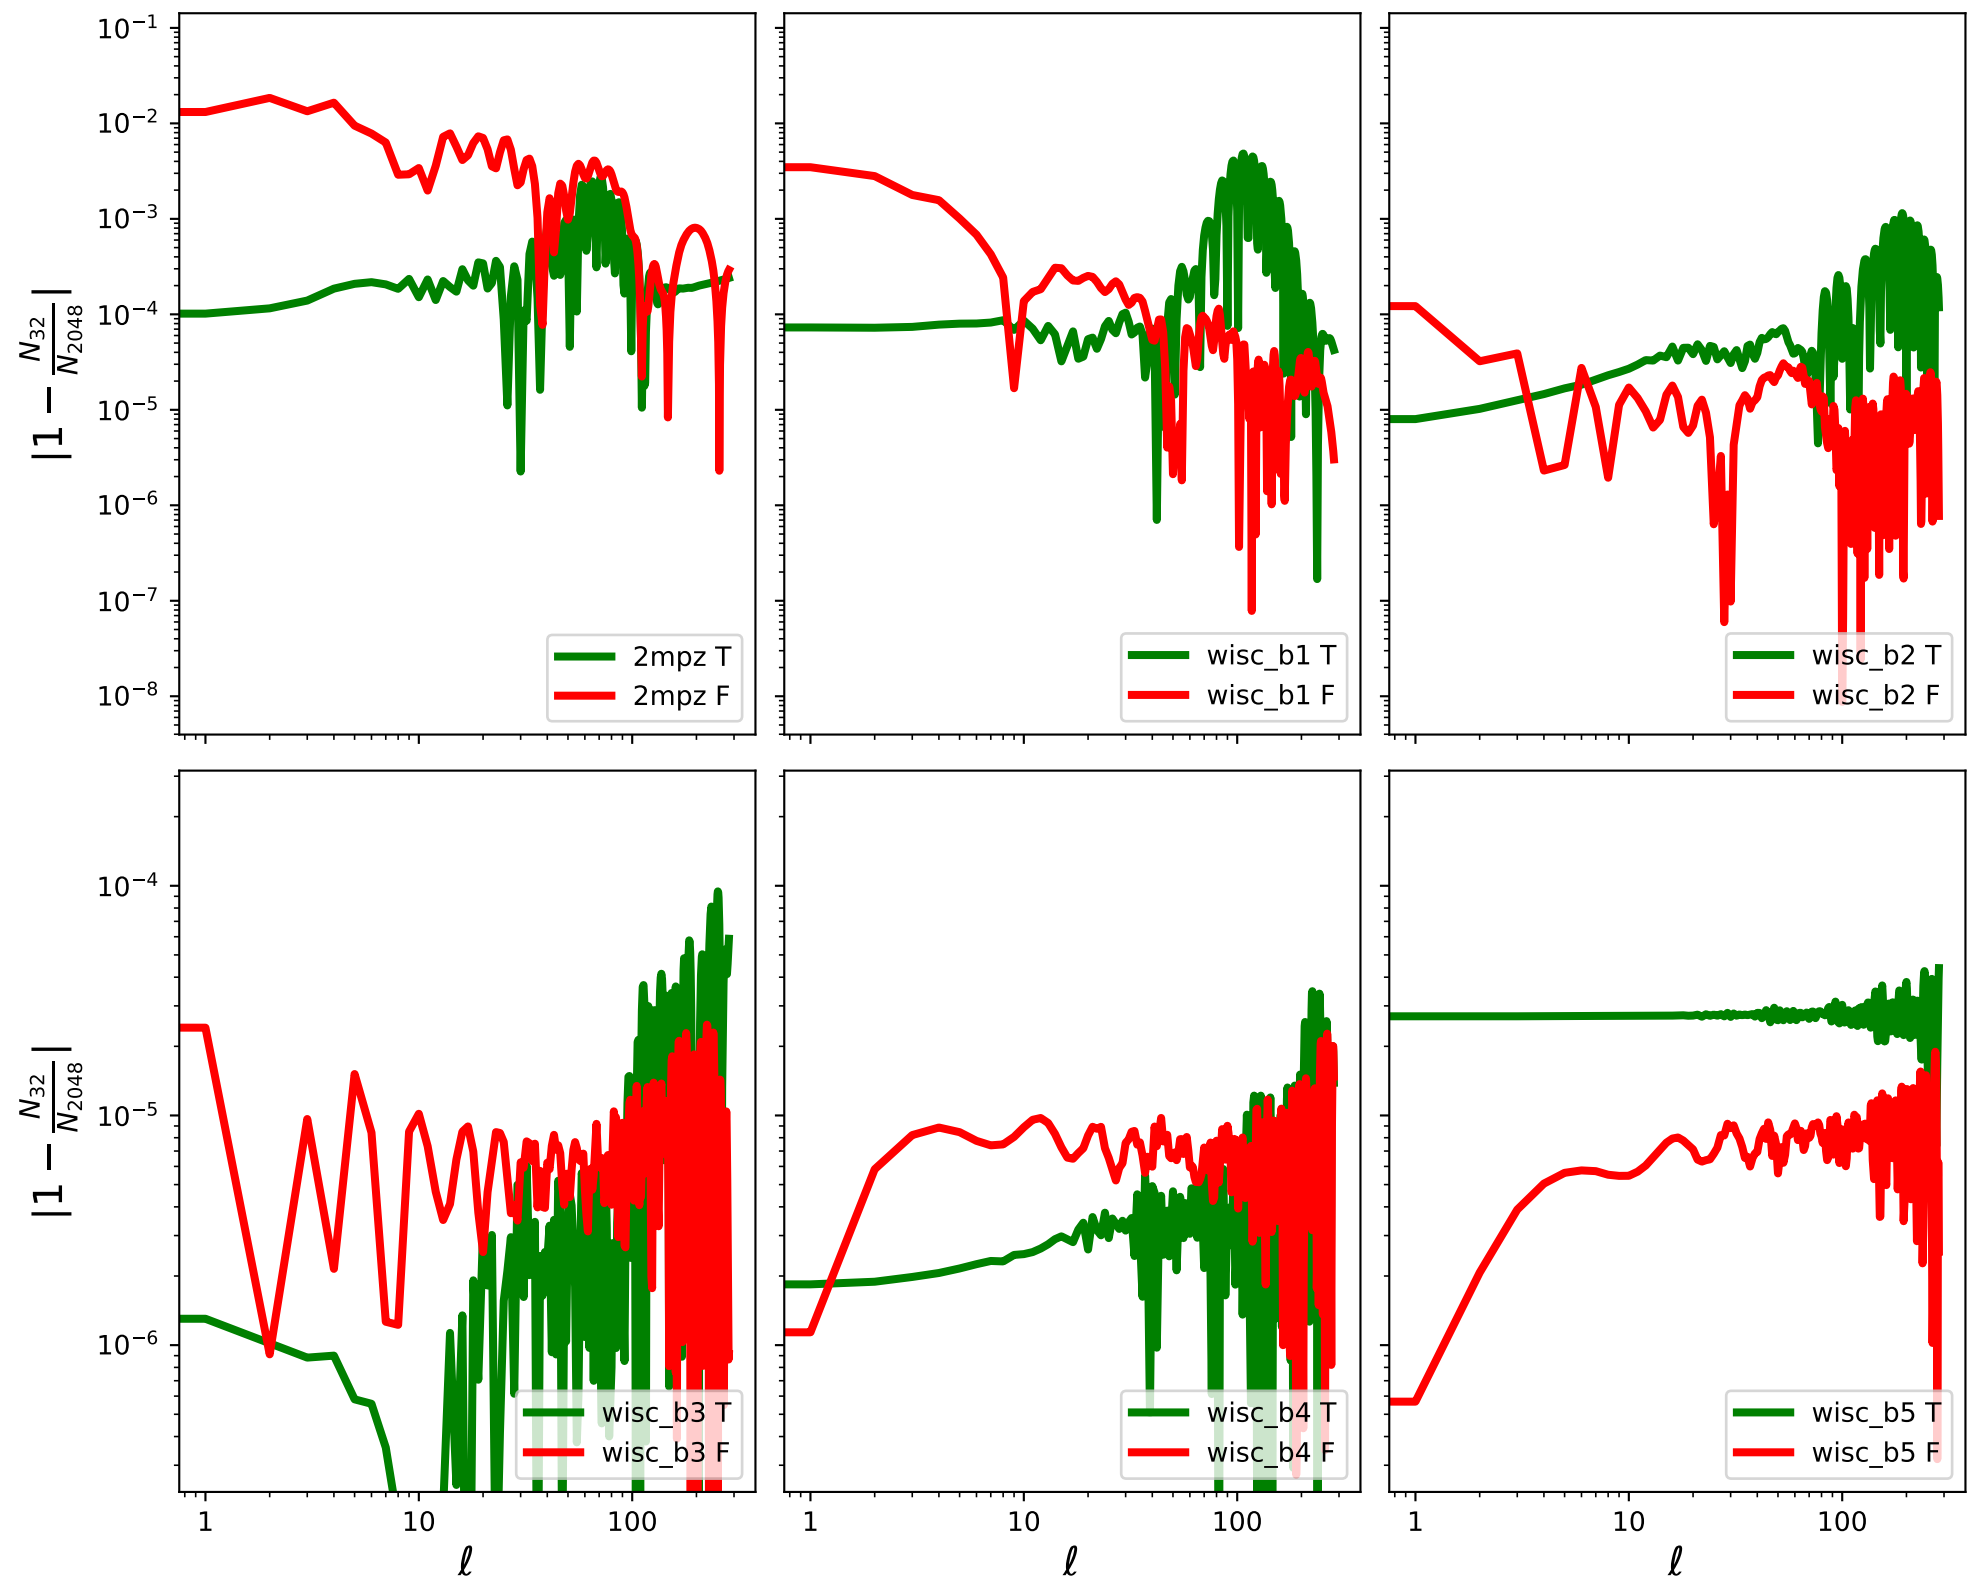 10⁻¹
10⁻²
10⁻³
10⁻⁴
10⁻⁵
10⁻⁶
10⁻⁷
10⁻⁸
|1 − N₃₂/N₂₀₄₈|
2mpz T
2mpz F
wisc_b1 T
wisc_b1 F
wisc_b2 T
wisc_b2 F
10⁻⁴
10⁻⁵
10⁻⁶
|1 − N₃₂/N₂₀₄₈|
wisc_b3 T
wisc_b3 F
wisc_b4 T
wisc_b4 F
wisc_b5 T
wisc_b5 F
1 10 100
1 10 100
1 10 100
ℓ
ℓ
ℓ